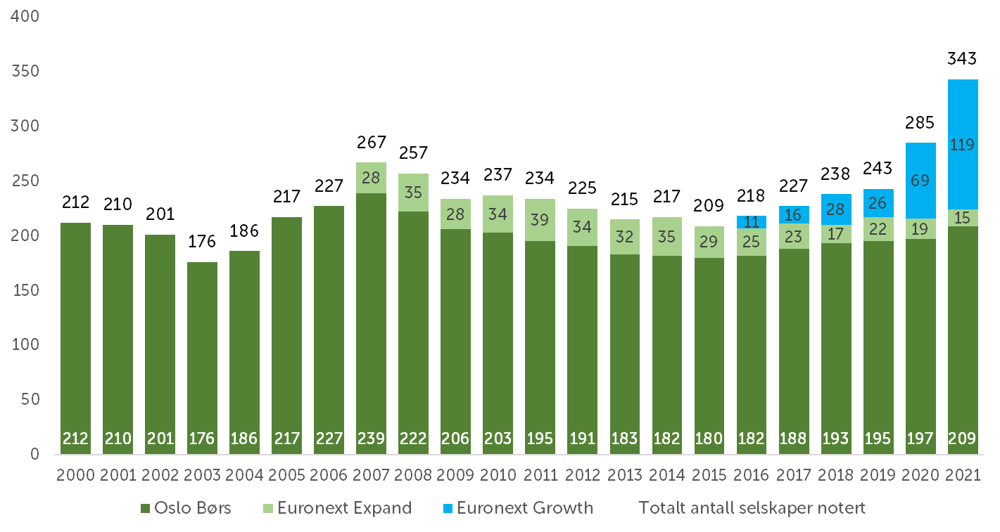 400
350
300
250
200
150
100
50
0
343
285
267
257
234 237 234 225 215 217 209 218 227 238 243
212 210 201 176 186 217 227
119
69
28 35 28 34 39 34 32 35 29 11 16 28 26
25 23 17 22 19 15
212 210 201 176 186 217 227 239 222 206 203 195 191 183 182 180 182 188 193 195 197 209
2000 2001 2002 2003 2004 2005 2006 2007 2008 2009 2010 2011 2012 2013 2014 2015 2016 2017 2018 2019 2020 2021
Oslo Børs Euronext Expand Euronext Growth Totalt antall selskaper notert